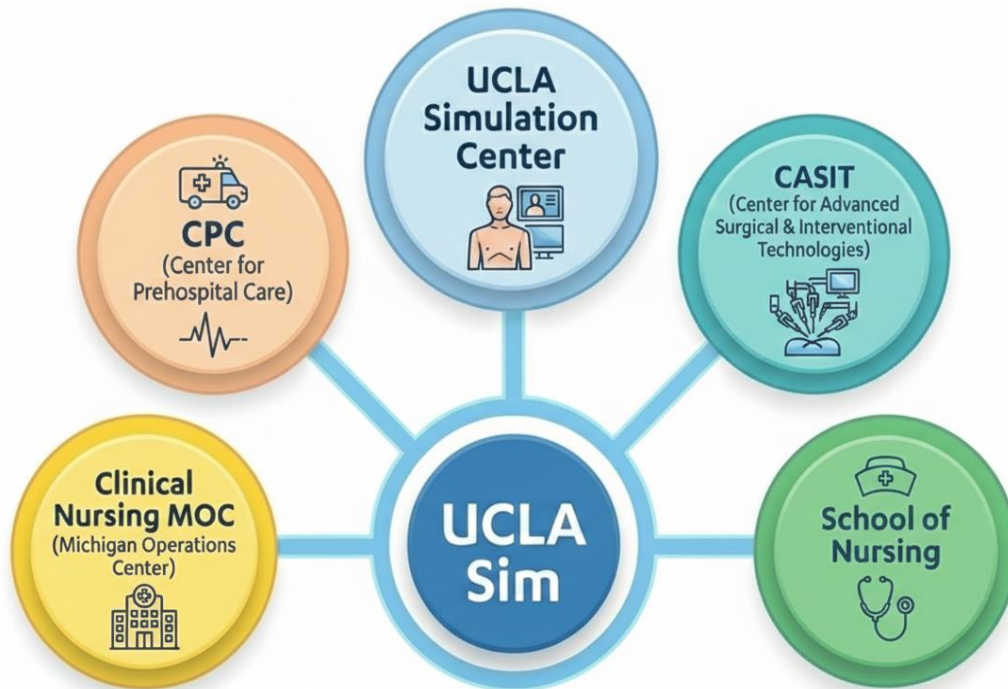 UCLA
Simulation
Center
CPC
(Center for
Prehospital Care)
CASIT
(Center for Advanced
Surgical & Interventional
Technologies)
Clinical
Nursing MOC
(Michigan Operations
Center)
UCLA
Sim
School of
Nursing